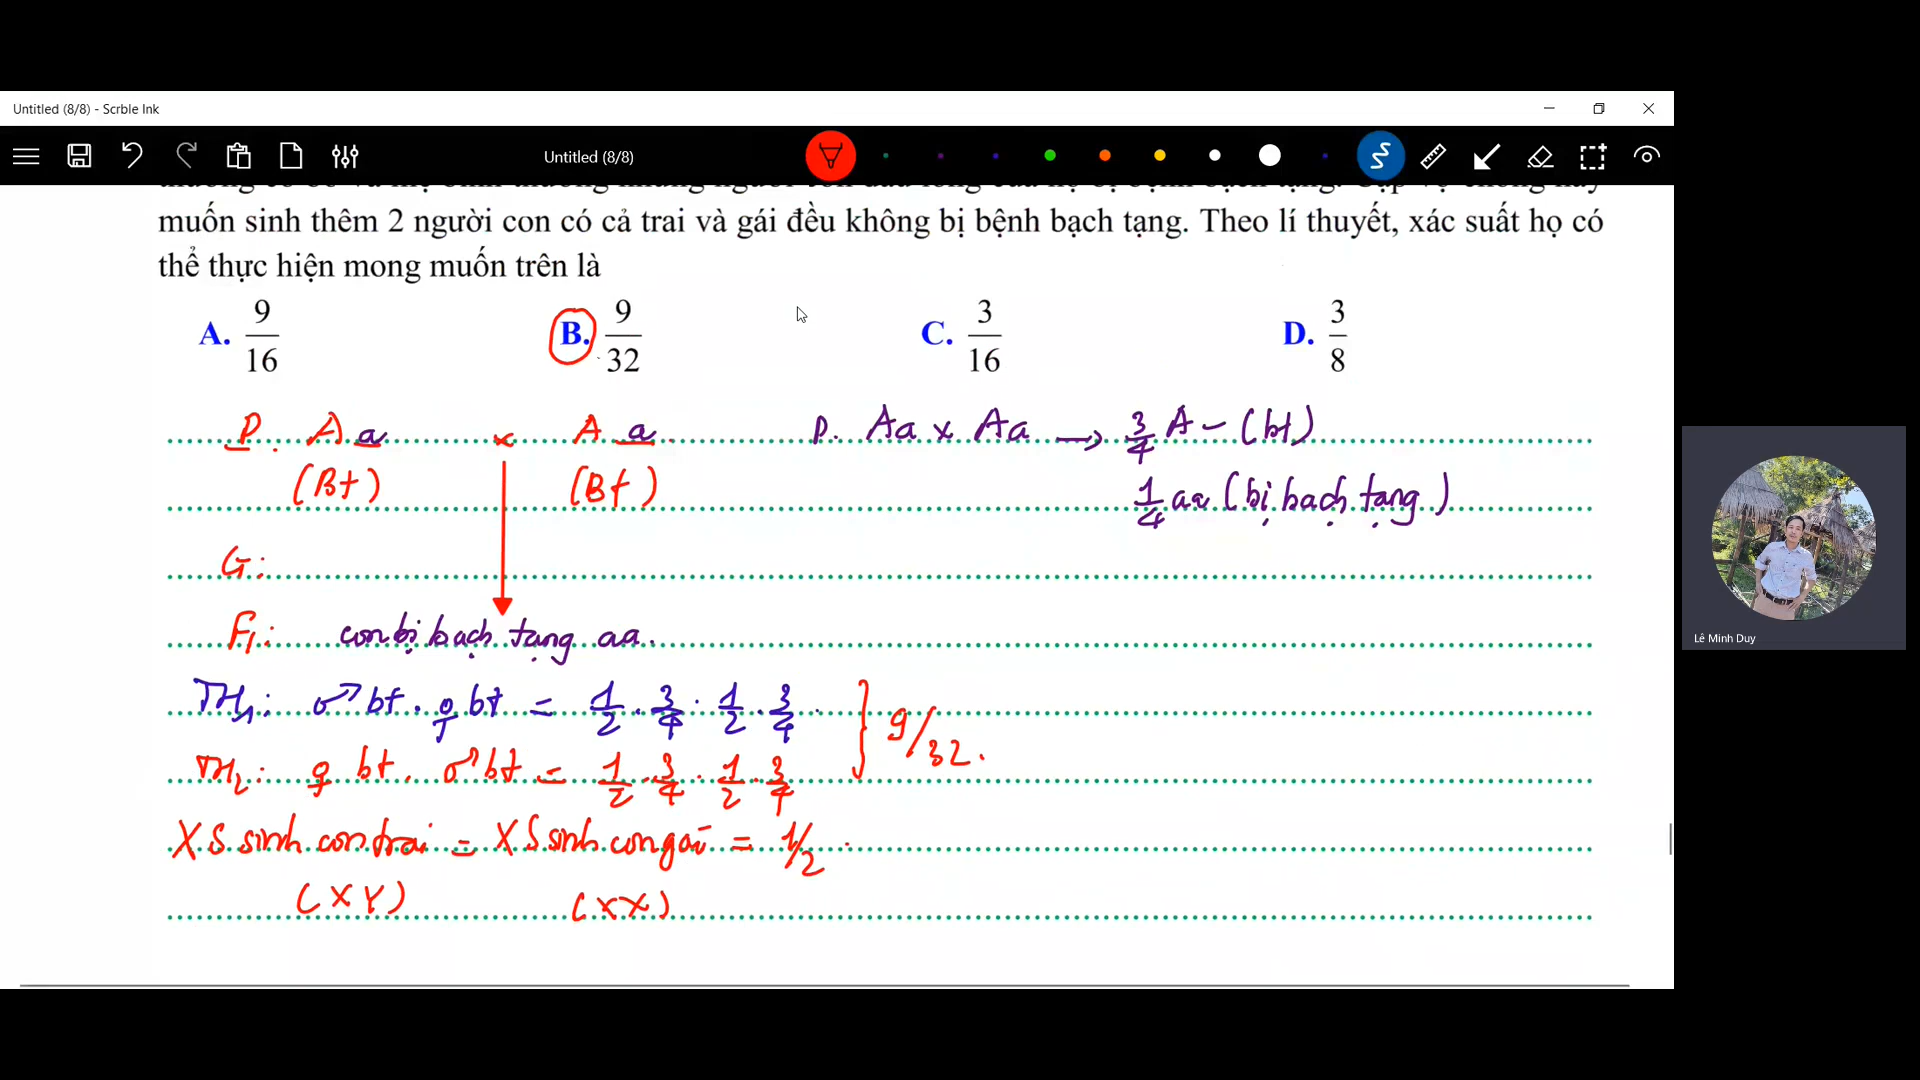 Untitled (8/8) - Scrble Ink
Untitled (8/8)
muốn sinh thêm 2 người con có cả trai và gái đều không bị bệnh bạch tạng. Theo lí thuyết, xác suất họ có
thể thực hiện mong muốn trên là
A. 9/16 B. 9/32 C. 3/16 D. 3/8
P. Aa x Aa. P. Aa x Aa → 3/4 A- (bt)
(Bt) (Bt) 1/4 aa (bị bạch tạng)
G:
F1: con bị bạch tạng aa.
TH1: ♂ bt . ♀ bt = 1/2 . 3/4 . 1/2 . 3/4 .
} 9/32.
TH2: ♀ bt . ♂ bt = 1/2 . 3/4 . 1/2 . 3/4
XS sinh con trai = XS sinh con gái = 1/2 .
(XY) (XX)
Lê Minh Duy